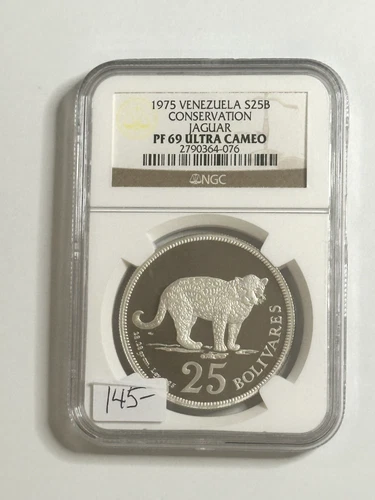 1975 VENEZUELA S25B
CONSERVATION
JAGUAR
PF 69 ULTRA CAMEO
2790364-076
NGC
25 BOLIVARES
145-